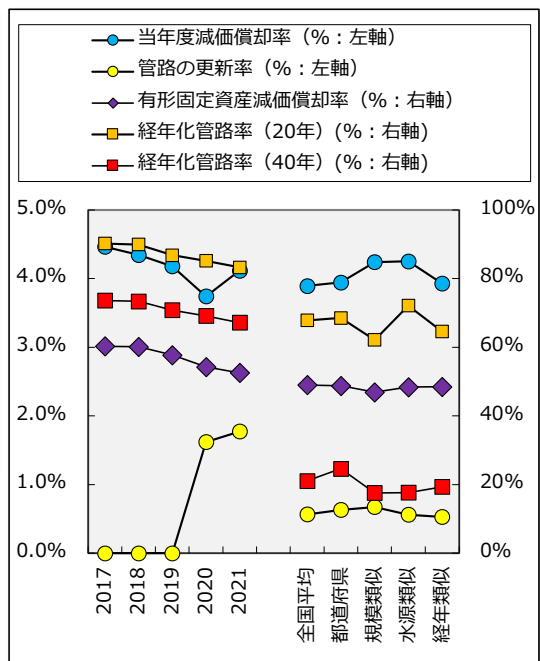 当年度減価償却率（%：左軸）
管路の更新率（%：左軸）
有形固定資産減価償却率（%：右軸）
経年化管路率（20年）(%：右軸)
経年化管路率（40年）(%：右軸)
5.0% 100%
4.0% 80%
3.0% 60%
2.0% 40%
1.0% 20%
0.0% 0%
2017
2018
2019
2020
2021
全国平均
都道府県
規模類似
水源類似
経年類似